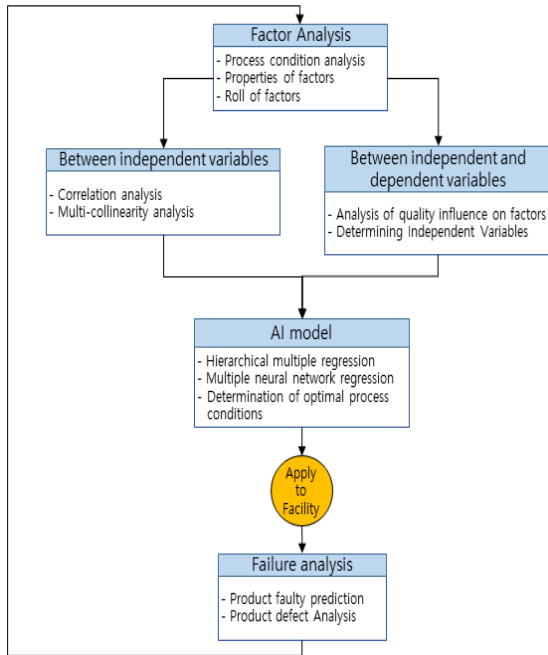 Factor Analysis
- Process condition analysis
- Properties of factors
- Roll of factors
Between independent variables
- Correlation analysis
- Multi-collinearity analysis
Between independent and
dependent variables
- Analysis of quality influence on factors
- Determining Independent Variables
AI model
- Hierarchical multiple regression
- Multiple neural network regression
- Determination of optimal process
conditions
Apply
to
Facility
Failure analysis
- Product faulty prediction
- Product defect Analysis